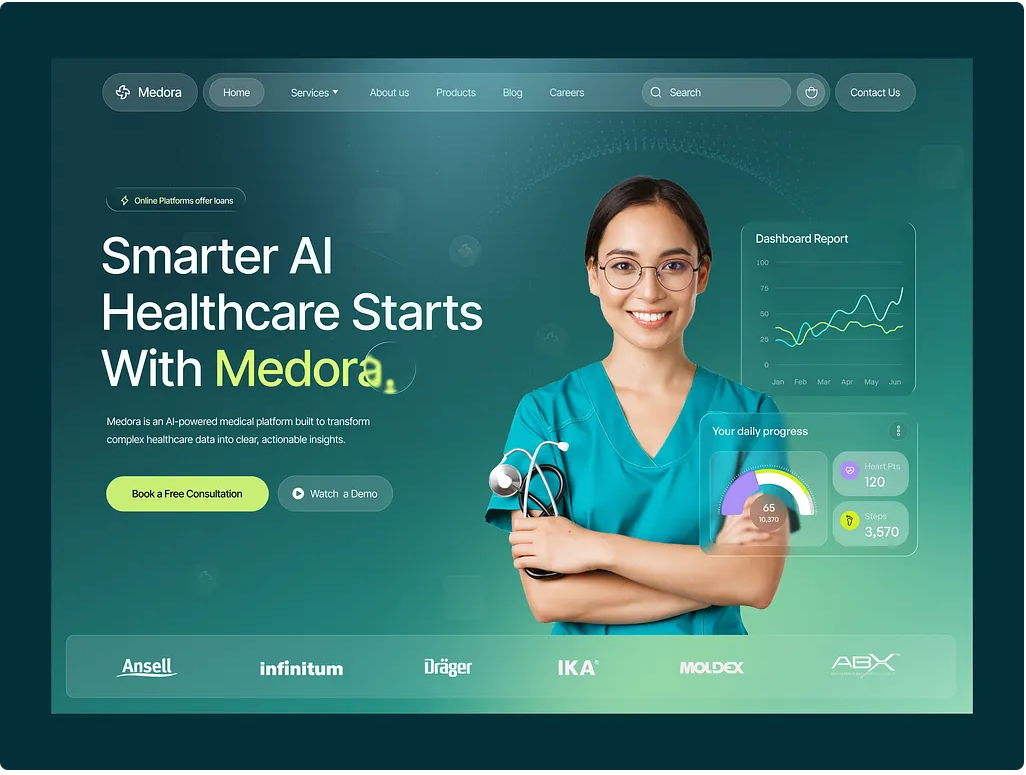 Medora
Home
Services
About us
Products
Blog
Careers
Search
Contact Us
Online Platforms offer loans
Smarter AI
Healthcare Starts
With Medora.
Medora is an AI-powered medical platform built to transform
complex healthcare data into clear, actionable insights.
Book a Free Consultation
Watch a Demo
Dashboard Report
100
75
50
25
0
Jan Feb Mar Apr May Jun
Your daily progress
65
10,370
Heart Pts
120
Steps
3,570
Ansell
infinitum
Dräger
IKA®
MOLDEX
ABX